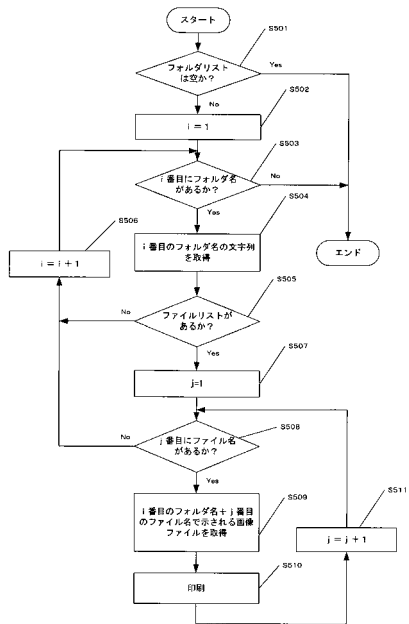 スタート
S501
フォルダリスト
は空か?
Yes
No
S502
i = 1
S503
i 番目にフォルダ名
があるか?
No
Yes
S504
i 番目のフォルダ名の文字列
を取得
S506
i = i + 1
エンド
S505
ファイルリストが
あるか?
No
Yes
S507
j=1
S508
j 番目にファイル名
があるか?
No
Yes
S509
i 番目のフォルダ名+j 番目
のファイル名で示される画像
ファイルを取得
S511
j = j + 1
S510
印刷